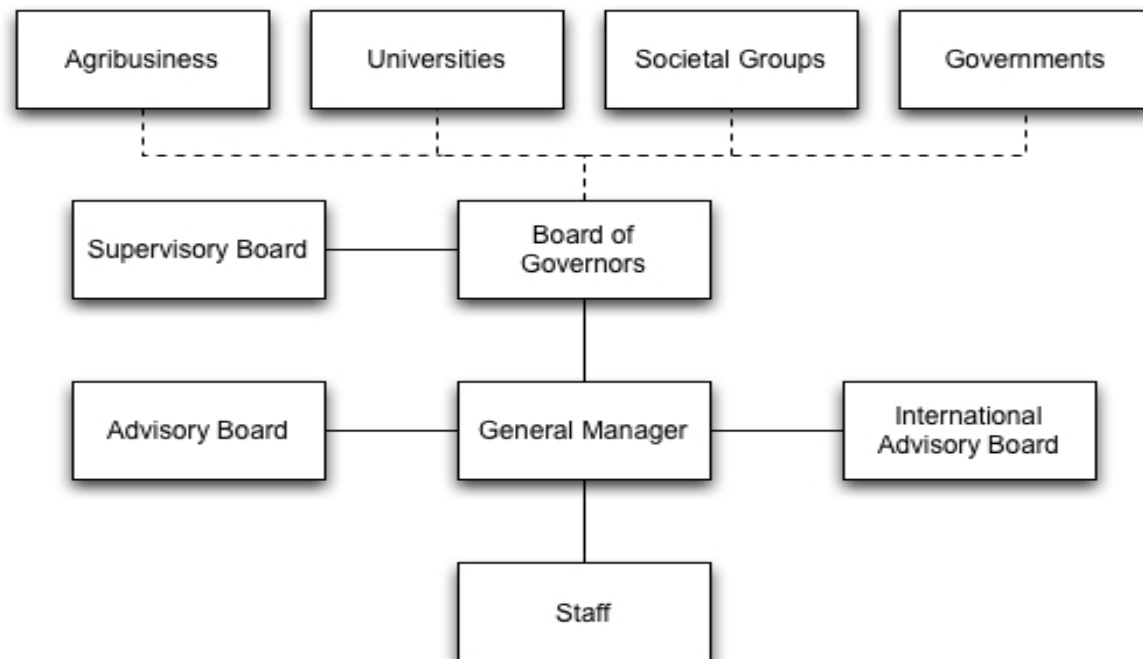 Agribusiness
Universities
Societal Groups
Governments
Supervisory Board
Board of
Governors
Advisory Board
General Manager
International
Advisory Board
Staff